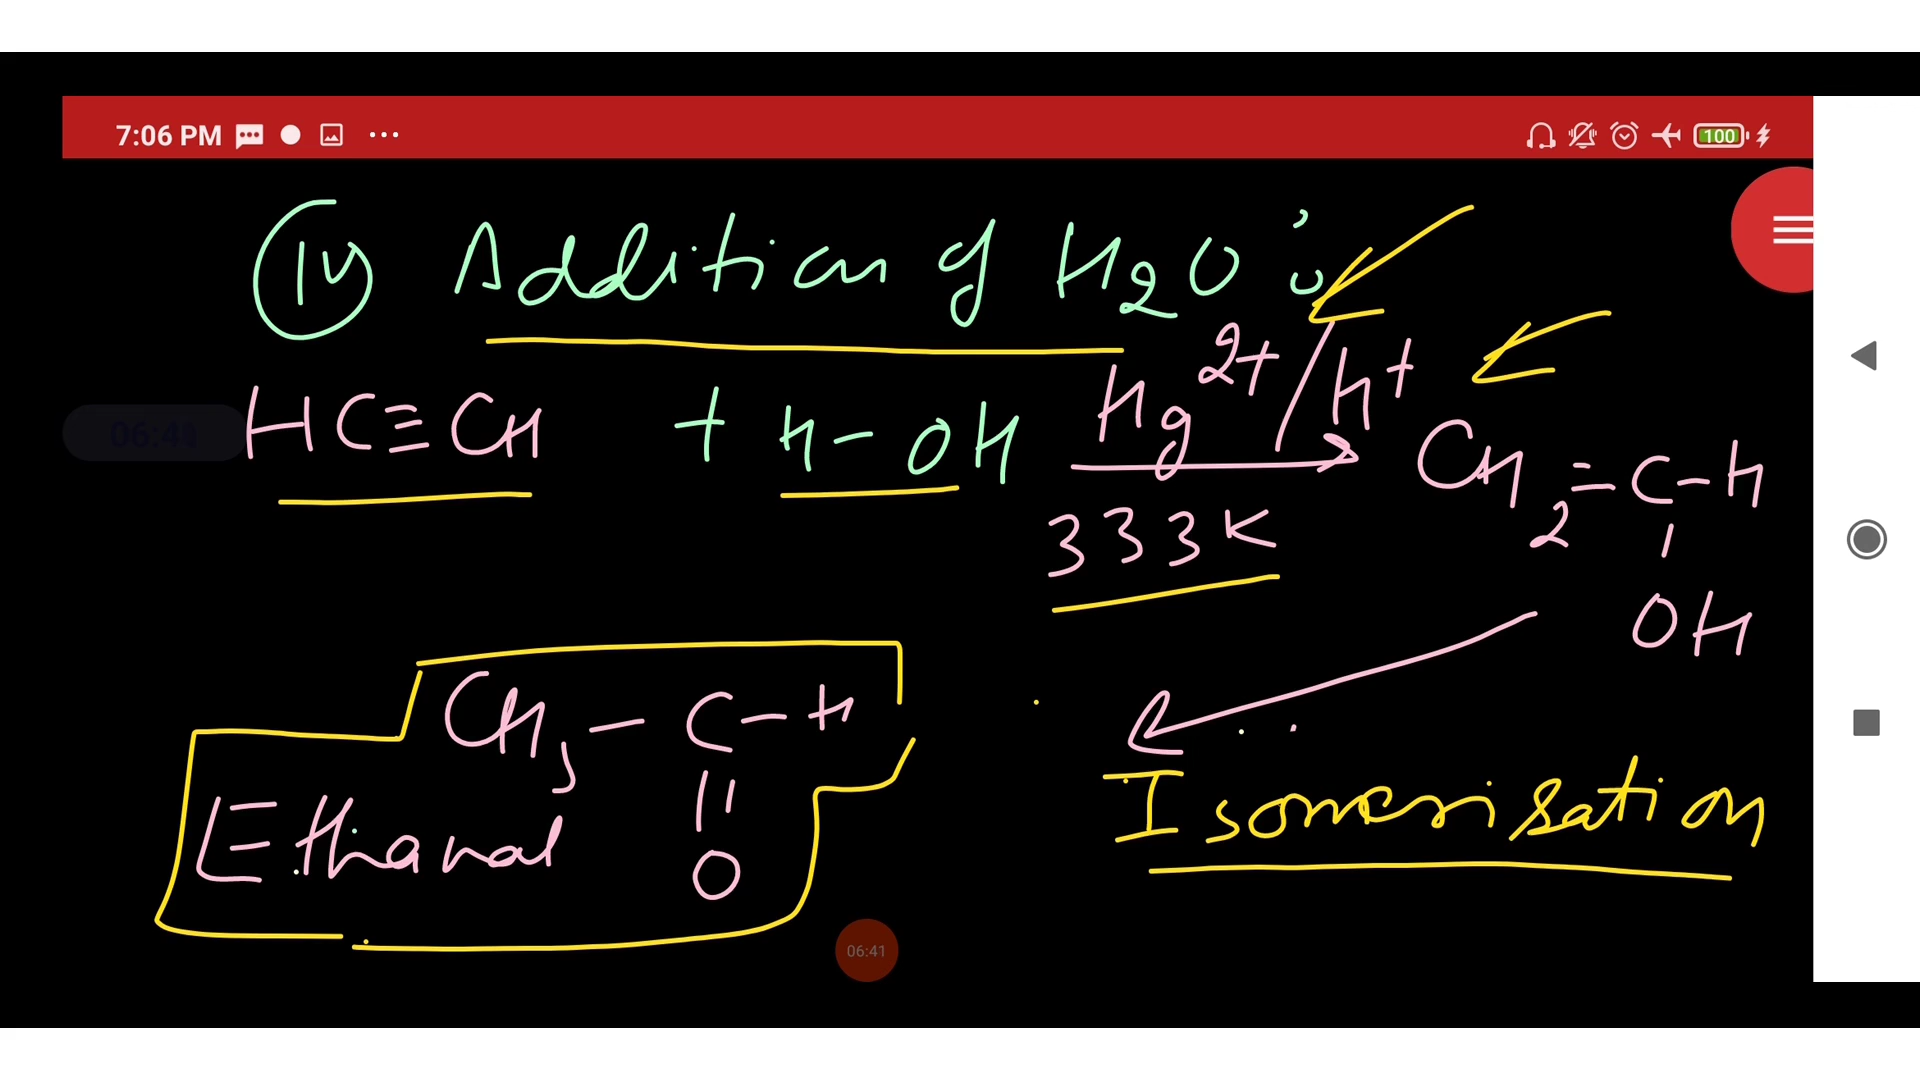 7:06 PM ... 100
(iv) Addition of H2O :
HC≡CH + H-OH Hg2+/H+ CH2=C-H
333K
OH
CH3-C-H
Isomerisation
Ethanal
O
06:41